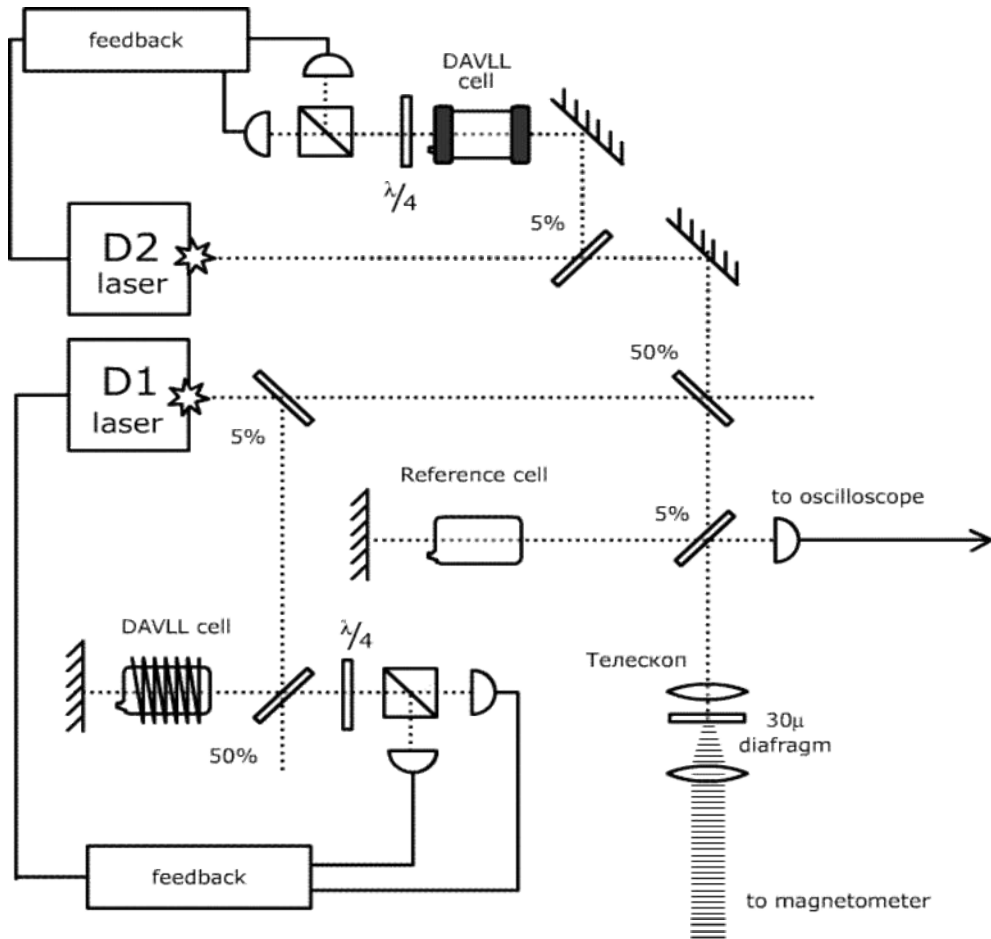 feedback
DAVLL
cell
λ/4
5%
D2
laser
50%
D1
laser
5%
Reference cell
5%
to oscilloscope
DAVLL cell
λ/4
Телескоп
30μ
diafragm
50%
feedback
to magnetometer